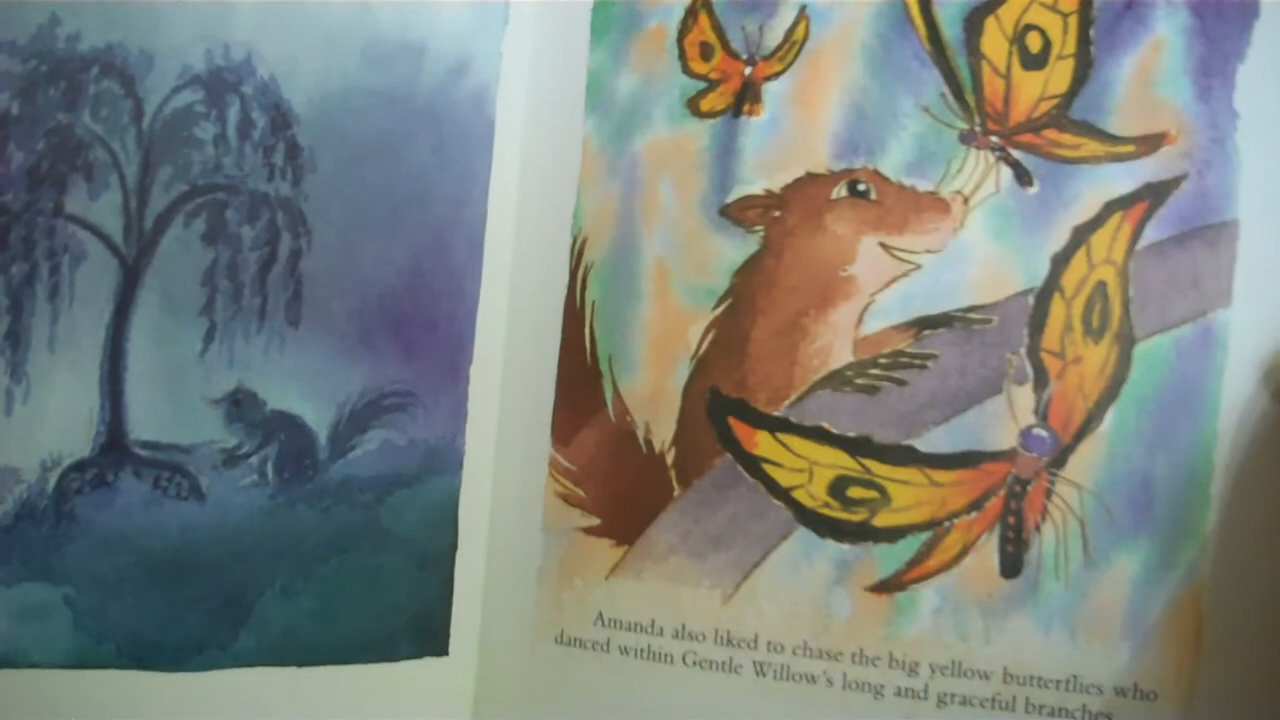 Amanda also liked to chase the big yellow butterflies who
danced within Gentle Willow's long and graceful branches